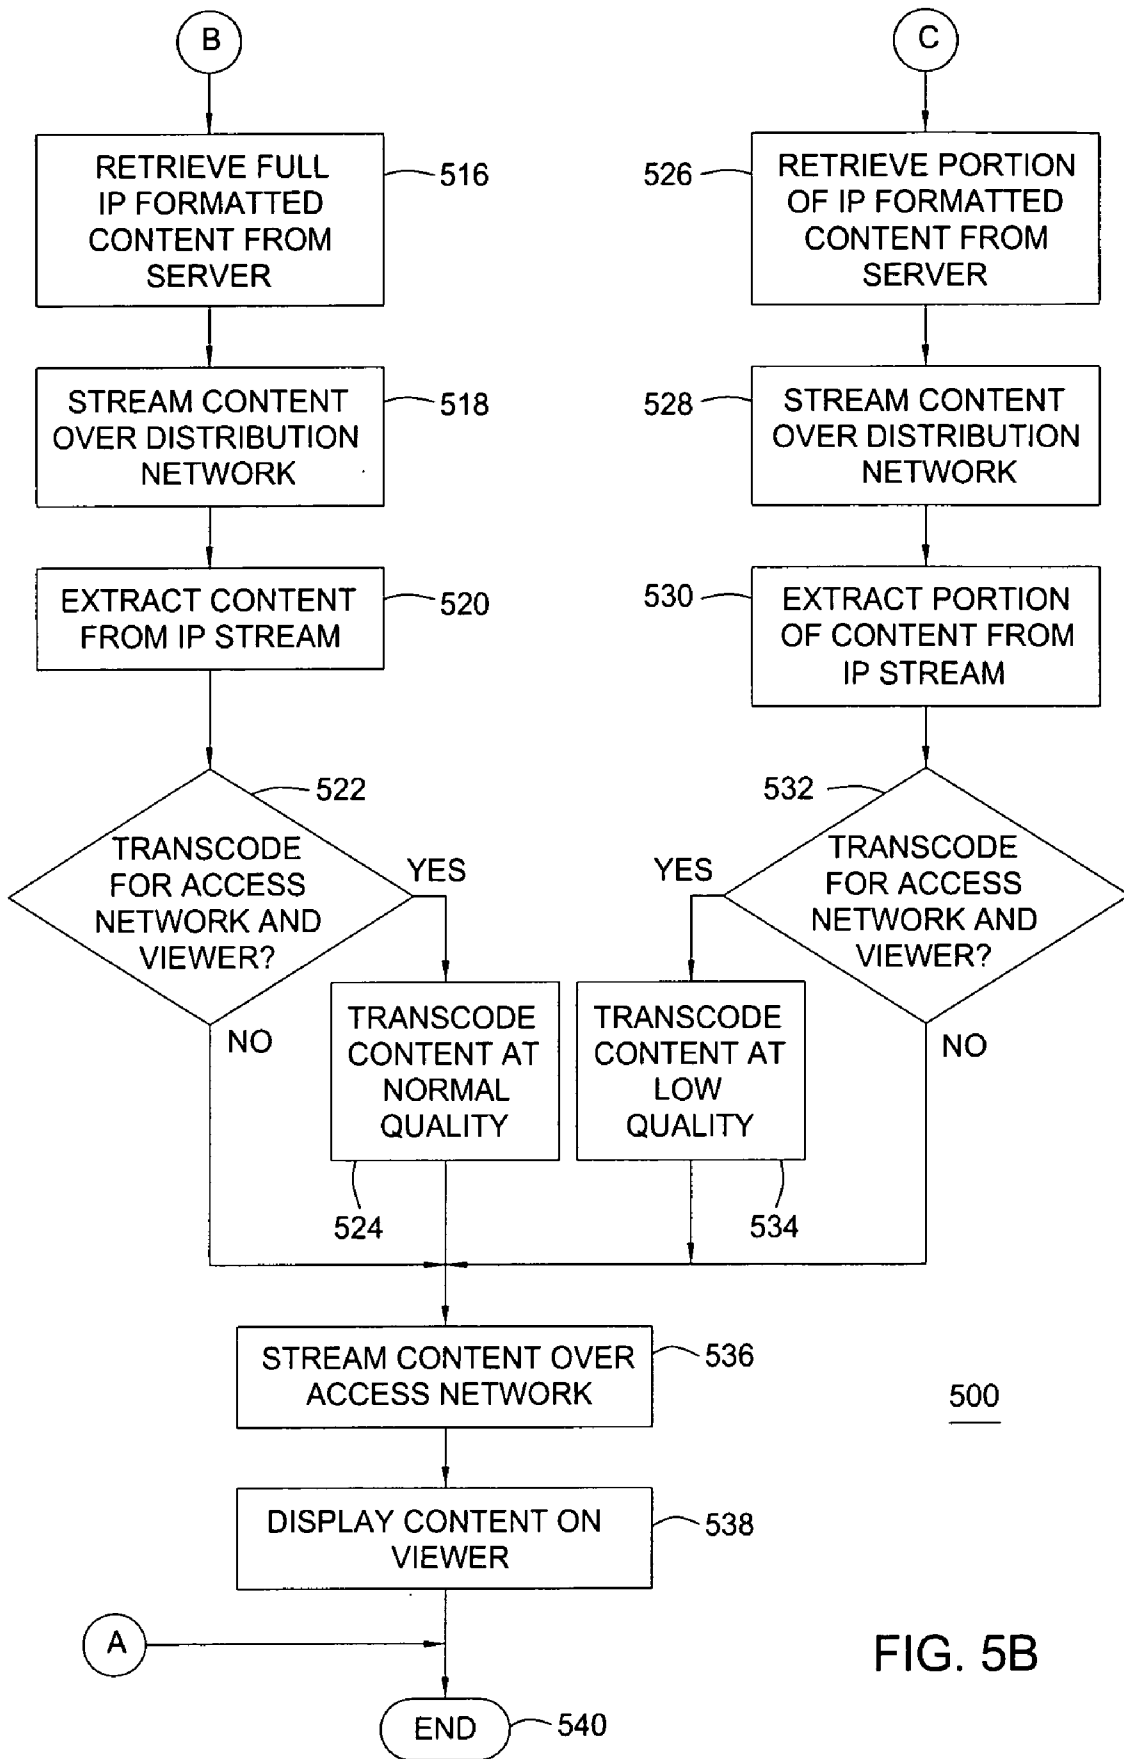 B
C
RETRIEVE FULL
IP FORMATTED
CONTENT FROM
SERVER
516
526
RETRIEVE PORTION
OF IP FORMATTED
CONTENT FROM
SERVER
STREAM CONTENT
OVER DISTRIBUTION
NETWORK
518
528
STREAM CONTENT
OVER DISTRIBUTION
NETWORK
EXTRACT CONTENT
FROM IP STREAM
520
530
EXTRACT PORTION
OF CONTENT FROM
IP STREAM
522
532
TRANSCODE
FOR ACCESS
NETWORK AND
VIEWER?
YES
YES
TRANSCODE
FOR ACCESS
NETWORK AND
VIEWER?
NO
TRANSCODE
CONTENT AT
NORMAL
QUALITY
TRANSCODE
CONTENT AT
LOW
QUALITY
NO
524
534
STREAM CONTENT OVER
ACCESS NETWORK
536
500
DISPLAY CONTENT ON
VIEWER
538
A
FIG. 5B
END
540